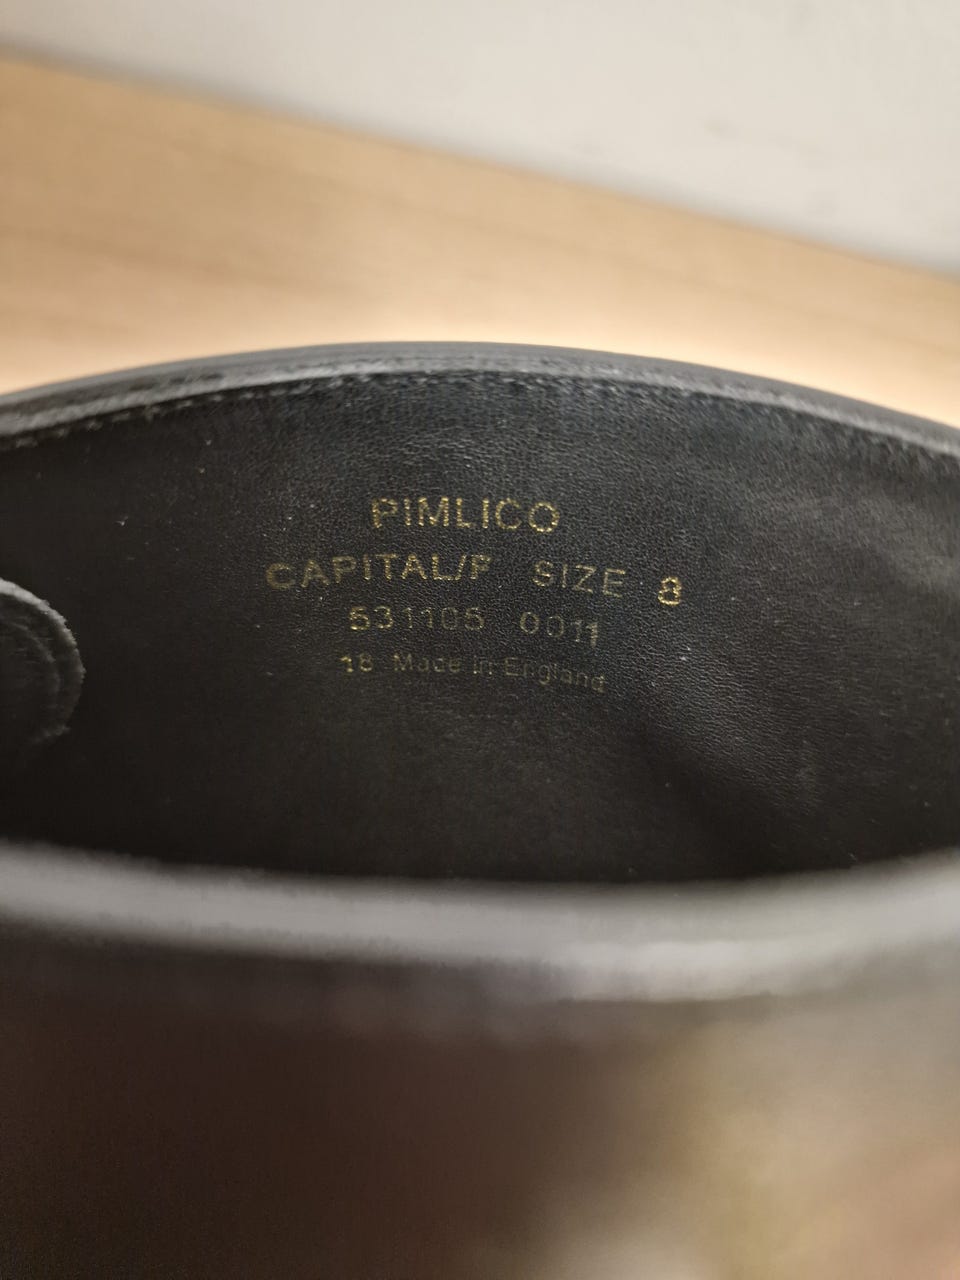 PIMLICO
CAPITAL/F SIZE 8
531105 0011
18 Made in England